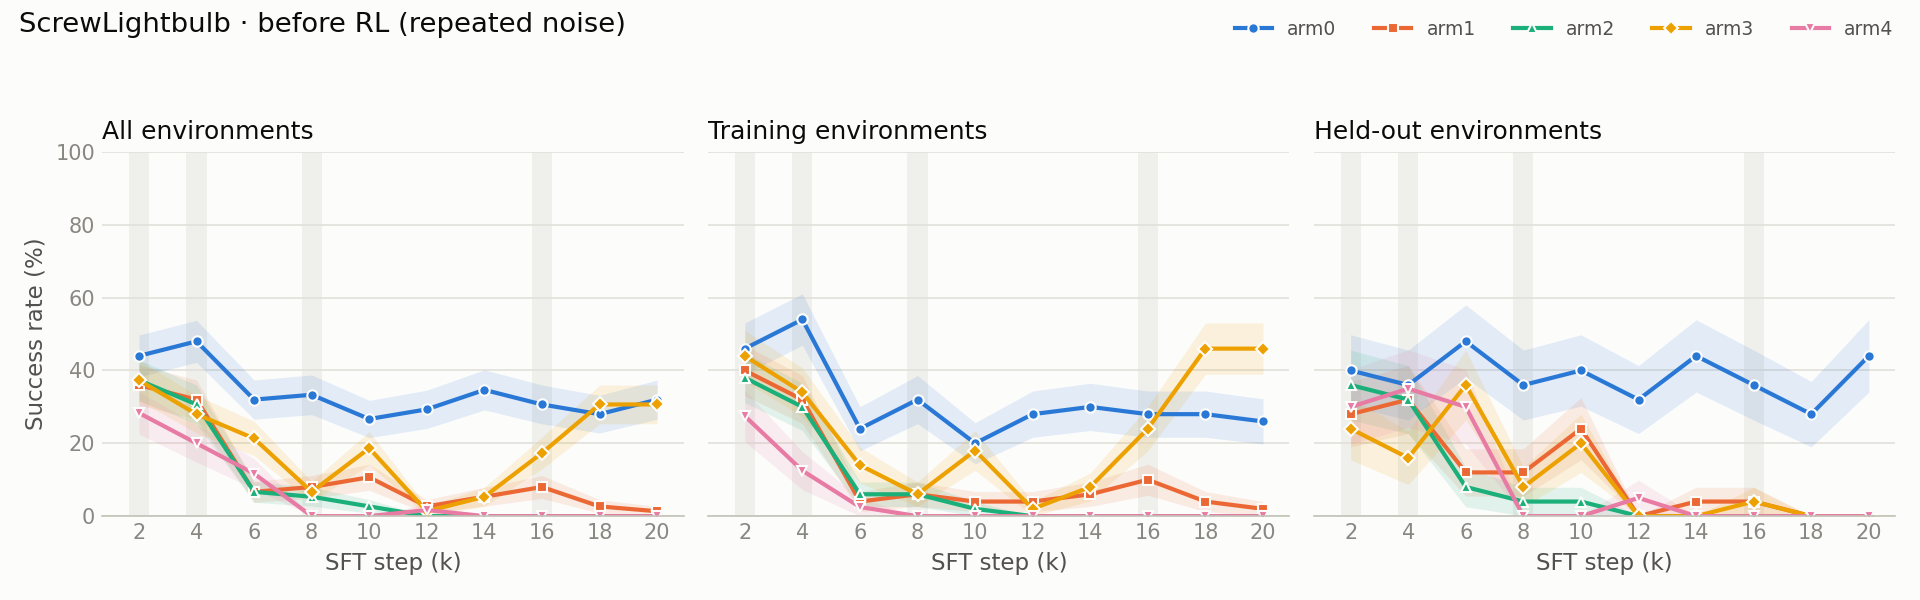 ScrewLightbulb · before RL (repeated noise)
arm0 arm1 arm2 arm3 arm4
All environments
Training environments
Held-out environments
Success rate (%)
100
80
60
40
20
0
2 4 6 8 10 12 14 16 18 20
2 4 6 8 10 12 14 16 18 20
2 4 6 8 10 12 14 16 18 20
SFT step (k)
SFT step (k)
SFT step (k)